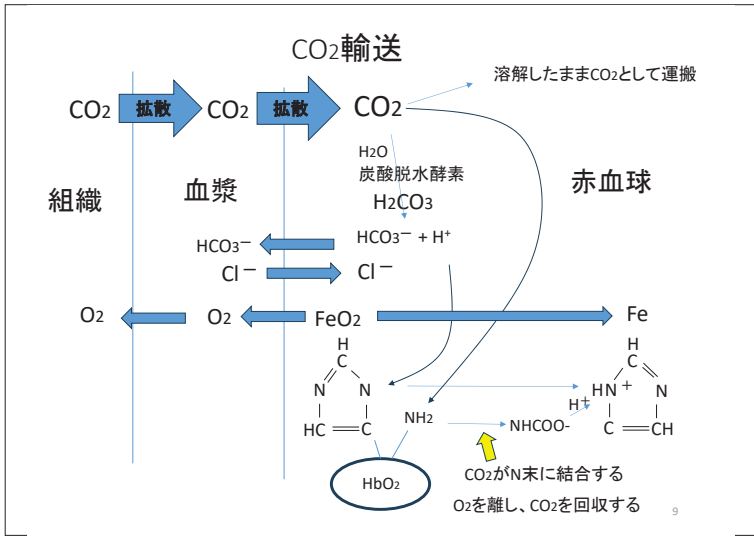 CO₂輸送
溶解したままCO₂として運搬
CO₂ 拡散 CO₂ 拡散 CO₂
H₂O
炭酸脱水酵素
組織 血漿 赤血球
H₂CO₃
HCO₃⁻ HCO₃⁻ + H⁺
Cl⁻ Cl⁻
O₂ O₂ FeO₂ Fe
H H
C C
N N HN⁺ N
H⁺
NH₂ NHCOO-
HC C C CH
CO₂がN末に結合する
HbO₂
O₂を離し、CO₂を回収する
9